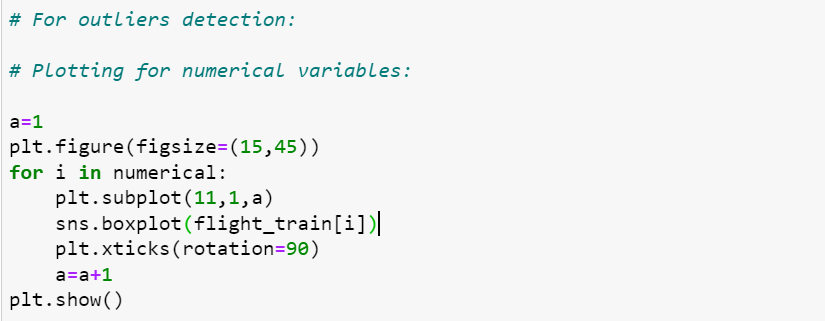 # For outliers detection:
# Plotting for numerical variables:
a=1
plt.figure(figsize=(15,45))
for i in numerical:
    plt.subplot(11,1,a)
    sns.boxplot(flight_train[i])
    plt.xticks(rotation=90)
    a=a+1
plt.show()